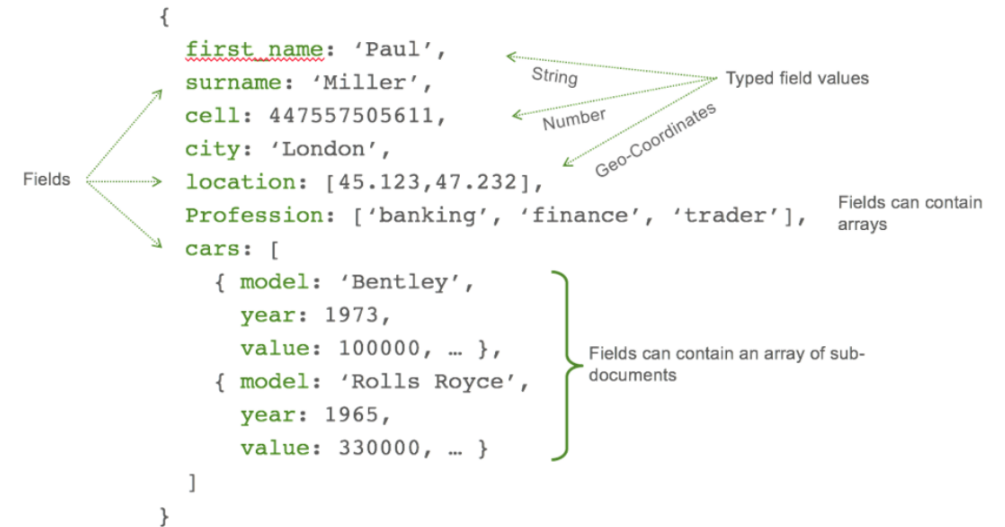 {
first_name: ‘Paul’,
surname: ‘Miller’,
cell: 447557505611,
city: ‘London’,
location: [45.123,47.232],
Profession: [‘banking’, ‘finance’, ‘trader’],
cars: [
{ model: ‘Bentley’,
year: 1973,
value: 100000, … },
{ model: ‘Rolls Royce’,
year: 1965,
value: 330000, … }
]
}
Fields
String
Number
Geo-Coordinates
Typed field values
Fields can contain
arrays
Fields can contain an array of sub-
documents